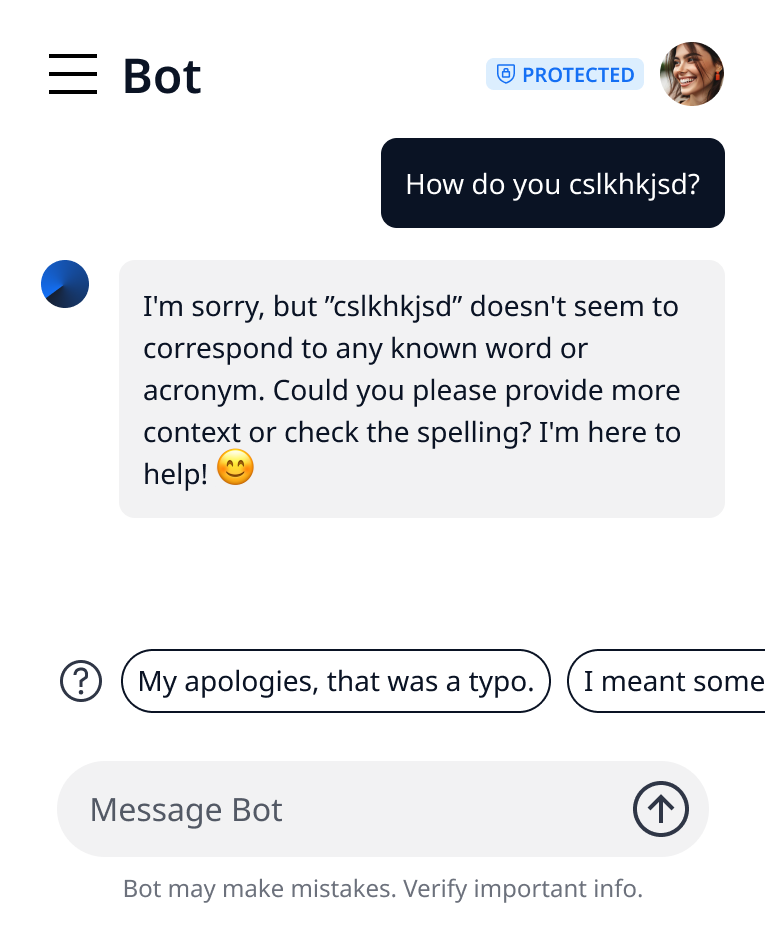 Bot
PROTECTED
How do you cslkhkjsd?
I'm sorry, but ”cslkhkjsd” doesn't seem to
correspond to any known word or
acronym. Could you please provide more
context or check the spelling? I'm here to
help! 😊
My apologies, that was a typo.
I meant some
Message Bot
Bot may make mistakes. Verify important info.